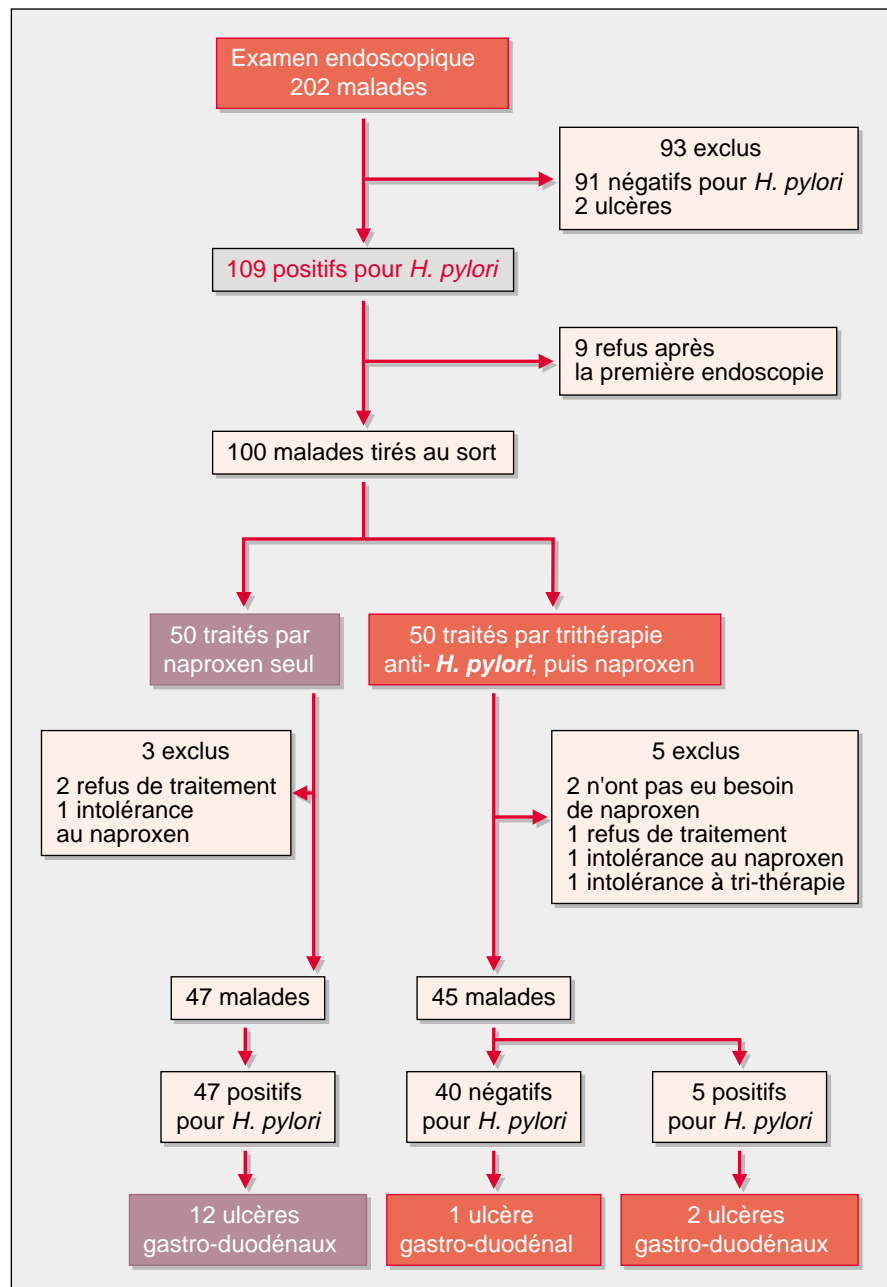 Examen endoscopique
202 malades
93 exclus
91 négatifs pour H. pylori
2 ulcères
109 positifs pour H. pylori
9 refus après
la première endoscopie
100 malades tirés au sort
50 traités par
naproxen seul
50 traités par trithérapie
anti- H. pylori, puis naproxen
3 exclus
2 refus de traitement
1 intolérance
au naproxen
5 exclus
2 n'ont pas eu besoin
de naproxen
1 refus de traitement
1 intolérance au naproxen
1 intolérance à tri-thérapie
47 malades
45 malades
47 positifs
pour H. pylori
40 négatifs
pour H. pylori
5 positifs
pour H. pylori
12 ulcères
gastro-duodénaux
1 ulcère
gastro-duodénal
2 ulcères
gastro-duodénaux